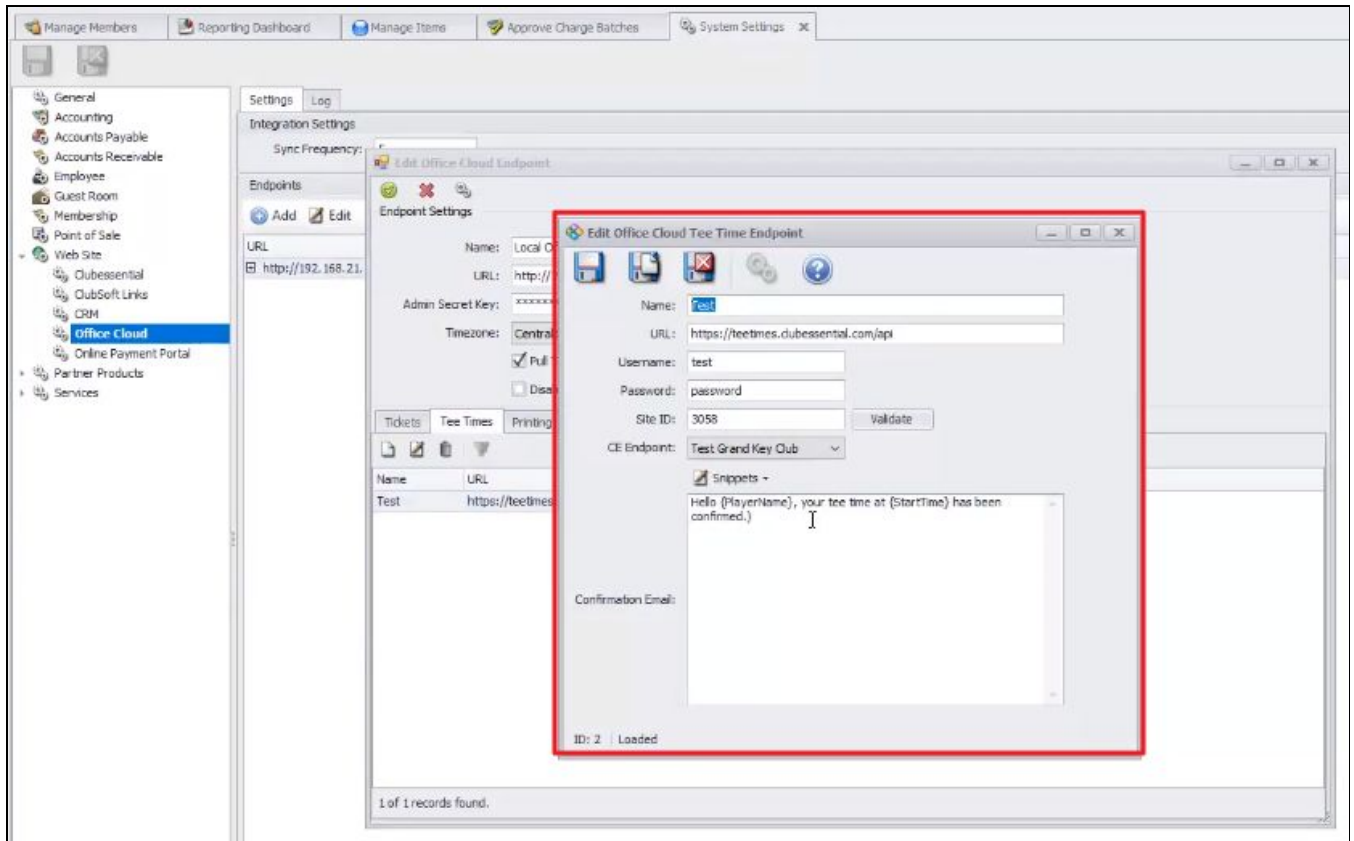 Manage Members
Reporting Dashboard
Manage Items
Approve Charge Batches
System Settings
General
Accounting
Accounts Payable
Accounts Receivable
Employee
Guest Room
Membership
Point of Sale
Web Site
Clubessential
ClubSoft Links
CRM
Office Cloud
Online Payment Portal
Partner Products
Services
Settings
Log
Integration Settings
Sync Frequency:
Endpoints
Add
Edit
URL
http://192.168.21.
Edit Office Cloud Endpoint
Endpoint Settings
Name: Local O
URL: http://
Admin Secret Key:
Timezone: Central
Pull T
Disa
Tickets
Tee Times
Printing
Name URL
Test https://teetimes
1 of 1 records found.
Edit Office Cloud Tee Time Endpoint
Name: Test
URL: https://teetimes.clubessential.com/api
Username: test
Password: password
Site ID: 3058 Validate
CE Endpoint: Test Grand Key Club
Snippets
Hello {PlayerName}, your tee time at {StartTime} has been
confirmed.)
Confirmation Email:
ID: 2 Loaded